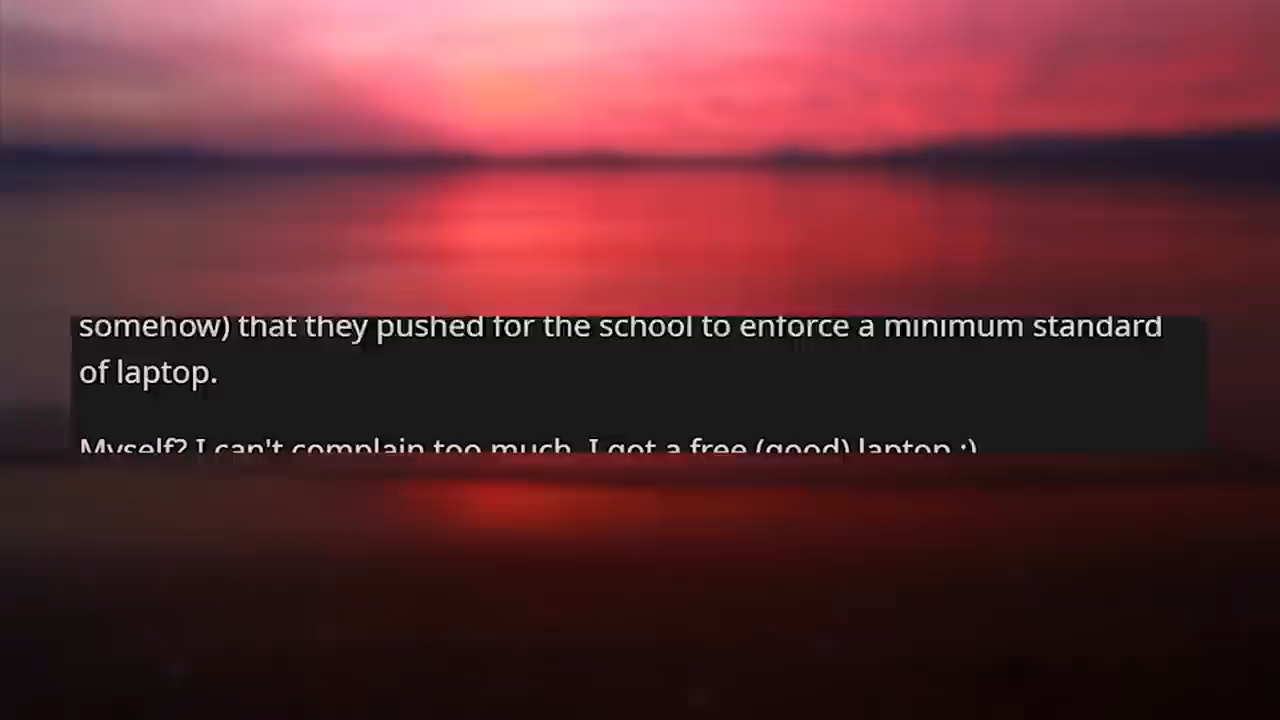 somehow) that they pushed for the school to enforce a minimum standard
of laptop.
Myself? I can't complain too much, I got a free (good) laptop :)